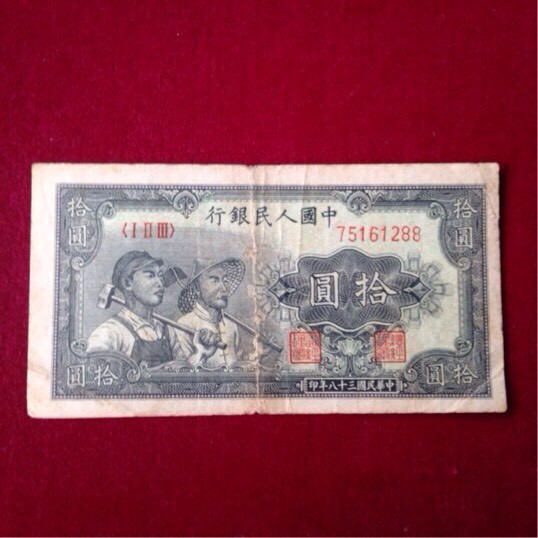 行銀民人國中
〈I II III〉
75161288
圓拾
印年八十三國民華中
拾圓
拾圓
圓拾
圓拾